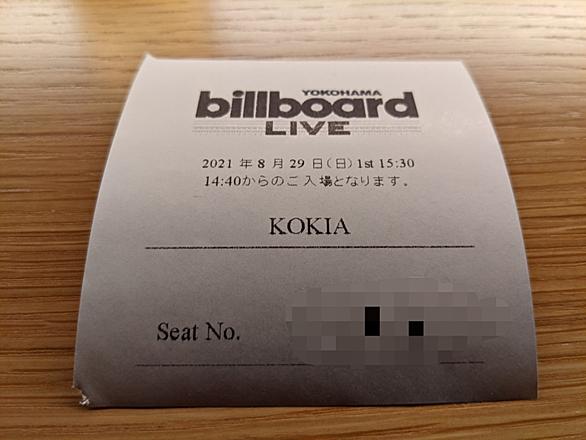 YOKOHAMA
billboard
LIVE
2021 年 8 月 29 日(日) 1st 15:30
14:40からのご入場となります。
KOKIA
Seat No.